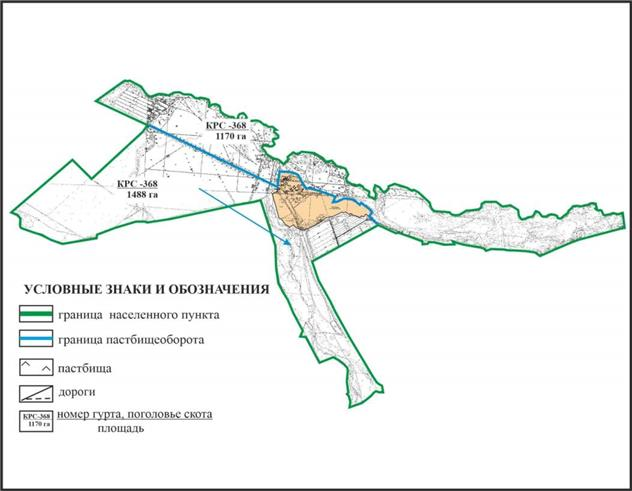 КРС -368
1170 га
КРС -368
1488 га
УСЛОВНЫЕ ЗНАКИ И ОБОЗНАЧЕНИЯ
граница населенного пункта
граница пастбищеоборота
пастбища
дороги
КРС-368
1170 га
номер гурта, поголовье скота
площадь